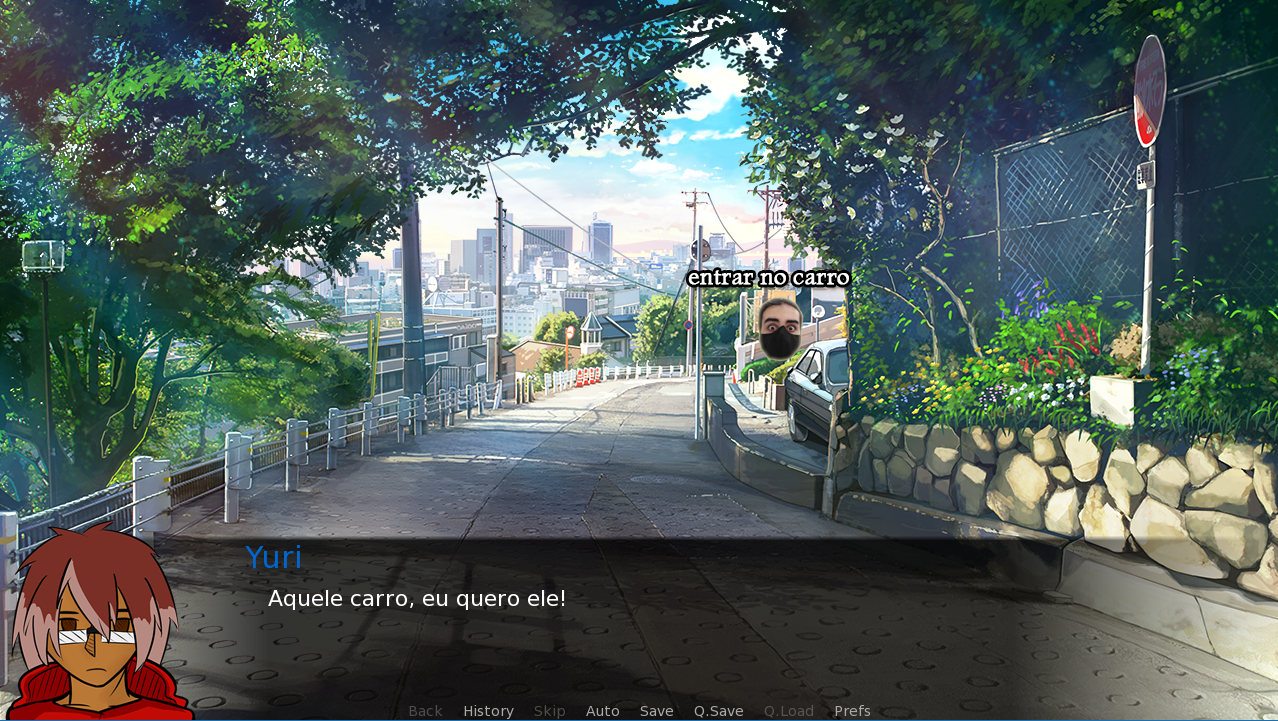 entrar no carro
Yuri
Aquele carro, eu quero ele!
Back History Skip Auto Save Q.Save Q.Load Prefs